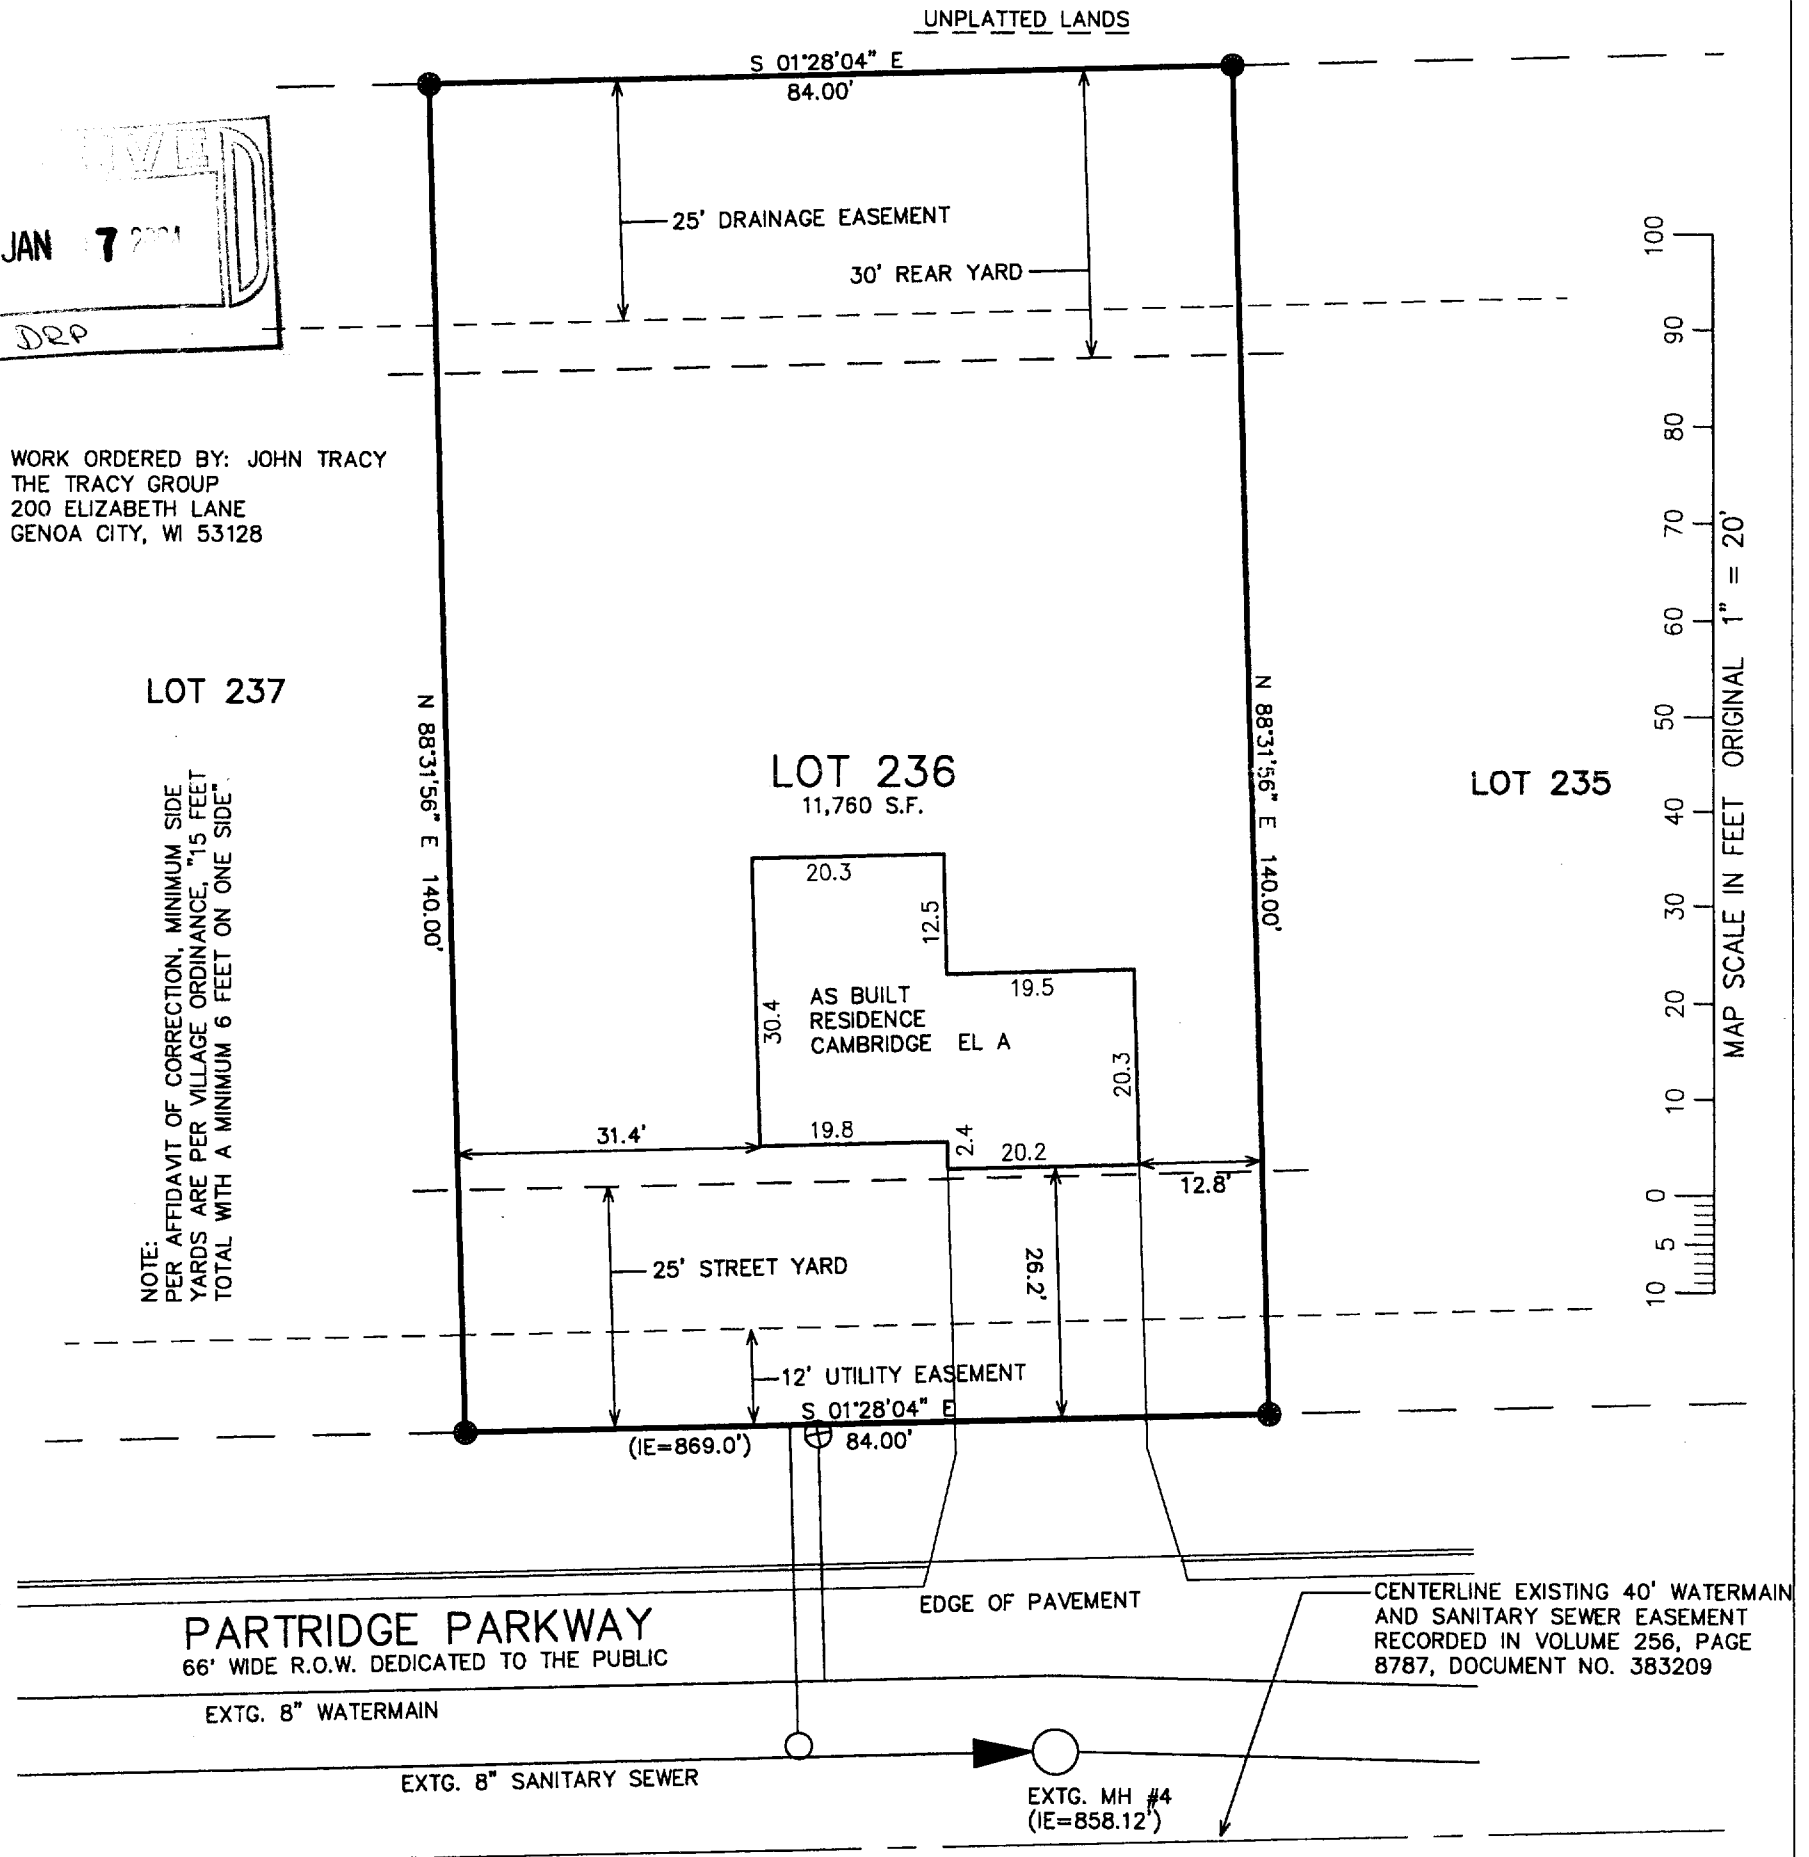 UNPLATTED LANDS
S 01°28'04" E
84.00'
JAN 7
DRP
25' DRAINAGE EASEMENT
30' REAR YARD
WORK ORDERED BY: JOHN TRACY
THE TRACY GROUP
200 ELIZABETH LANE
GENOA CITY, WI 53128
LOT 237
N 88°31'56" E 140.00'
LOT 236
11,760 S.F.
N 88°31'56" E 140.00'
LOT 235
NOTE:
PER AFFIDAVIT OF CORRECTION, MINIMUM SIDE
YARDS ARE PER VILLAGE ORDINANCE, "15 FEET
TOTAL WITH A MINIMUM 6 FEET ON ONE SIDE"
20.3
12.5
19.5
30.4
AS BUILT
RESIDENCE
CAMBRIDGE EL A
20.3
31.4'
19.8
2.4
20.2
12.8'
25' STREET YARD
26.2'
12' UTILITY EASEMENT
S 01°28'04" E
(IE=869.0')
84.00'
EDGE OF PAVEMENT
PARTRIDGE PARKWAY
66' WIDE R.O.W. DEDICATED TO THE PUBLIC
EXTG. 8" WATERMAIN
EXTG. 8" SANITARY SEWER
EXTG. MH #4
(IE=858.12')
CENTERLINE EXISTING 40' WATERMAIN
AND SANITARY SEWER EASEMENT
RECORDED IN VOLUME 256, PAGE
8787, DOCUMENT NO. 383209
100
90
80
70
60
50
40
30
20
10
0
5
10
MAP SCALE IN FEET ORIGINAL 1" = 20'